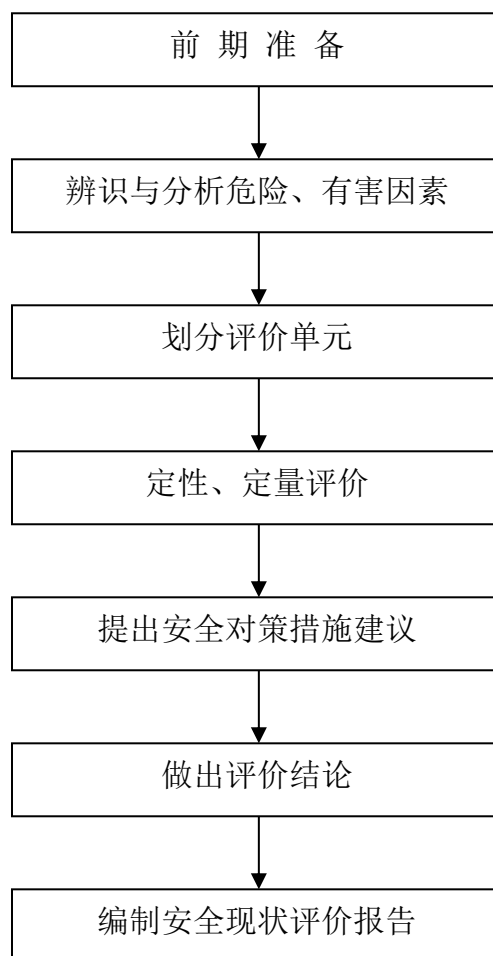 前 期 准 备
辨识与分析危险、有害因素
划分评价单元
定性、定量评价
提出安全对策措施建议
做出评价结论
编制安全现状评价报告